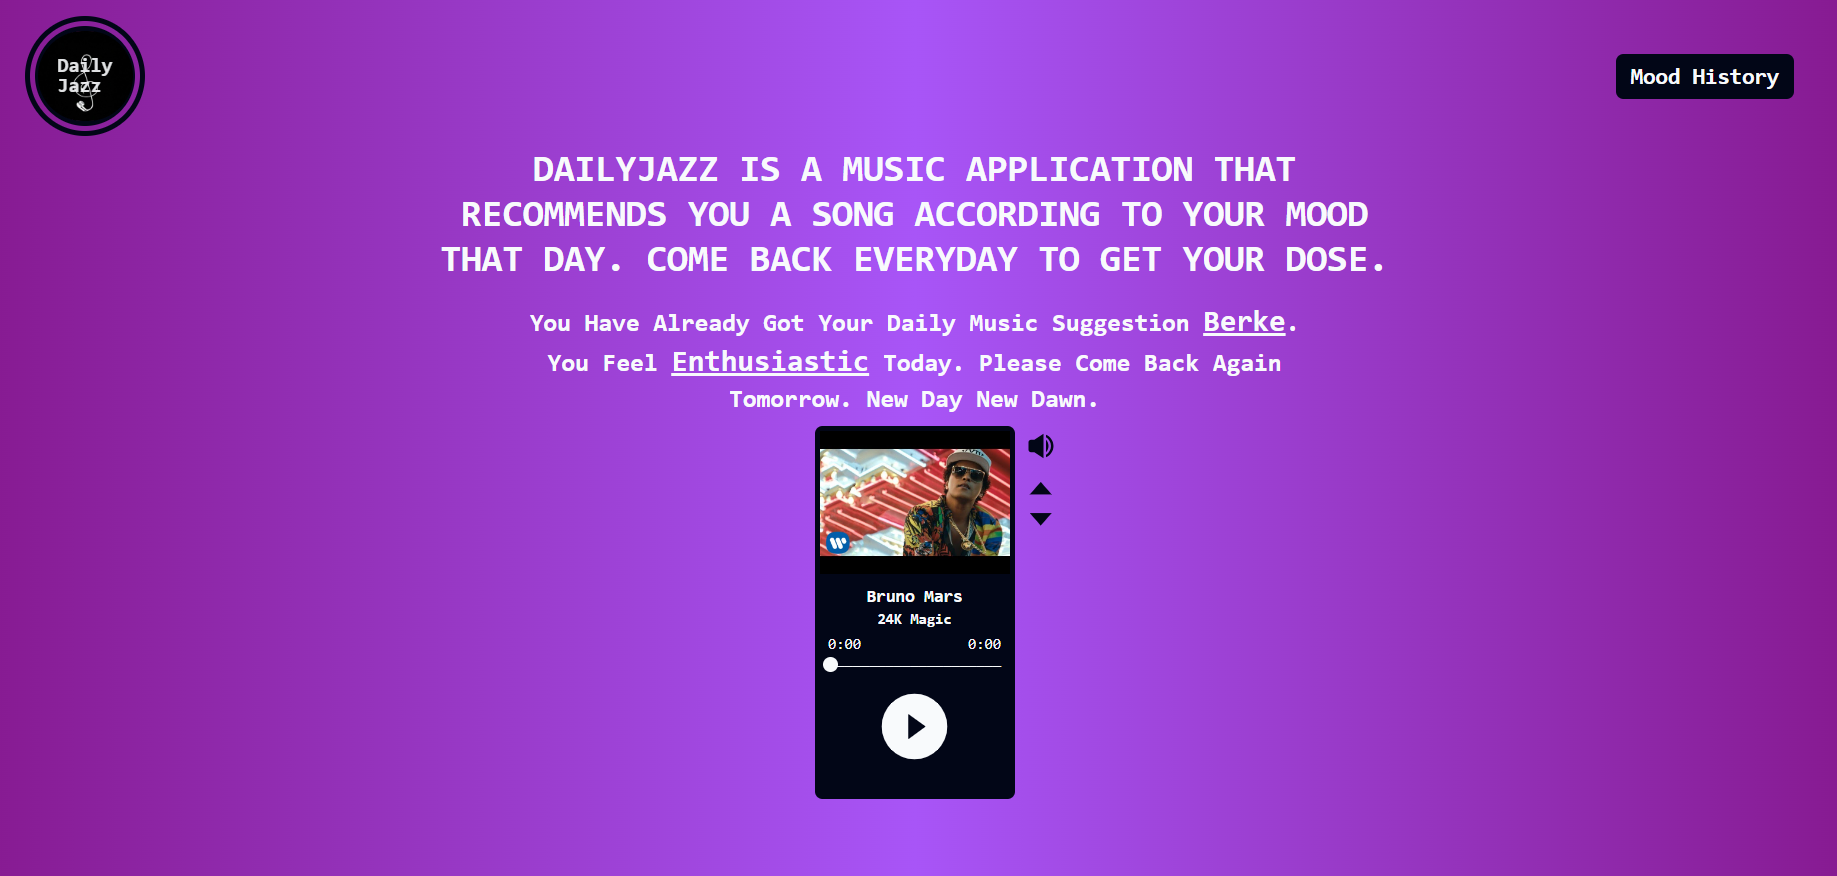 Daily
Jazz
Mood History
DAILYJAZZ IS A MUSIC APPLICATION THAT
RECOMMENDS YOU A SONG ACCORDING TO YOUR MOOD
THAT DAY. COME BACK EVERYDAY TO GET YOUR DOSE.
You Have Already Got Your Daily Music Suggestion Berke.
You Feel Enthusiastic Today. Please Come Back Again
Tomorrow. New Day New Dawn.
Bruno Mars
24K Magic
0:00 0:00